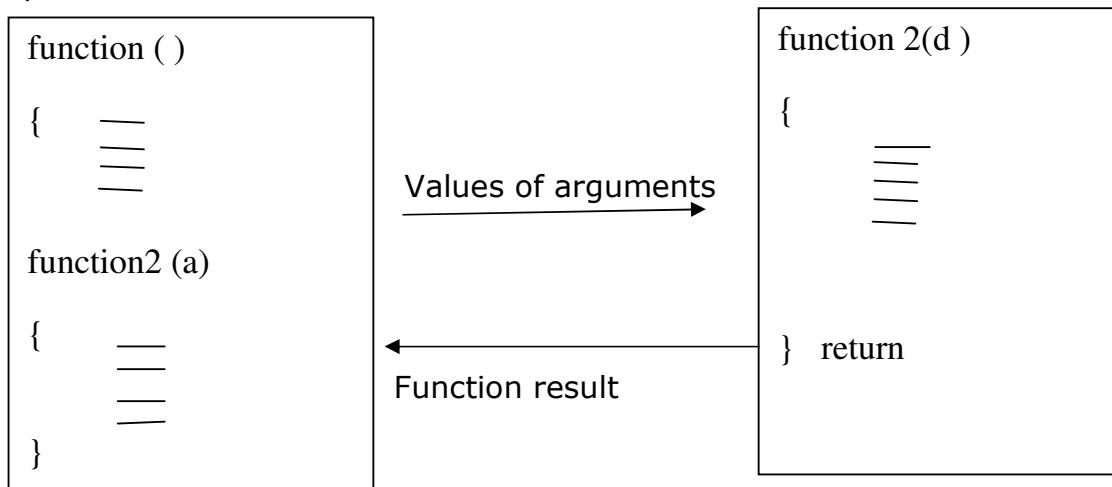 function ( )
{
function2 (a)
{
}
Values of arguments
Function result
function 2(d )
{
} return